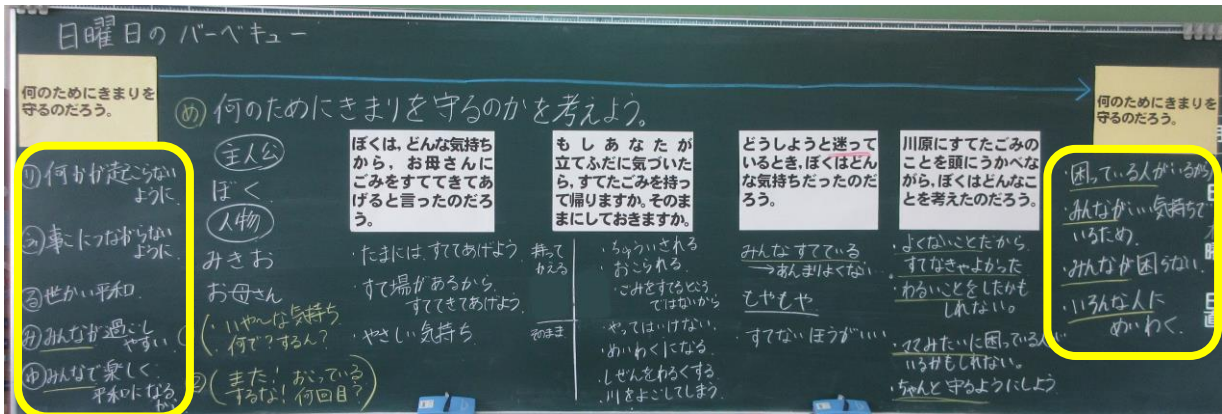 日曜日のバーベキュー
何のためにきまりを
守るのだろう。
め 何のためにきまりを守るのかを考えよう。
り 何かが起こらない
ように
う 事こにつながらない
ように
る 世かい平和
み みんなが過ごし
やすい
ゆ みんなで楽しく
平和になる
主人公
ぼく
人物
みきお
お母さん
いや〜な気持ち
何で?するん?
また! おこっている
するな! 何回目?
ぼくは、どんな気持ち
から、お母さんに
ごみをすててきてあ
げると言ったのだろ
う。
・たまには、すててあげよう
・すて場があるから、
すててきてあげよう。
・やさしい気持ち
もしあなたが
立てふだに気づいた
ら、すてたごみを持っ
て帰りますか。そのま
まにしておきますか。
持って
かえる
そのまま
・ちゅういされる
・おこられる
・ごみをすてるところ
ではないから
・やってはいけない。
・めいわくになる。
・しぜんをわるくする
・川をよごしてしまう。
どうしようと迷って
いるとき、ぼくはどん
な気持ちだったのだ
ろう。
みんなすてている
→あんまりよくない
もやもや
すてないほうがいい
川原にすてたごみの
ことを頭にうかべな
がら、ぼくはどんなこ
とを考えたのだろう。
・よくないことだから、
すてなきゃよかった
・わるいことをしたかも
しれない。
みたいに困っている人が
いるかもしれない。
・ちゃんと守るようにしよう
何のためにきまりを
守るのだろう。
・困っている人がいるから
・みんながいい気持ちで
いるため。
・みんなが困らない。
・いろんな人に
めいわく